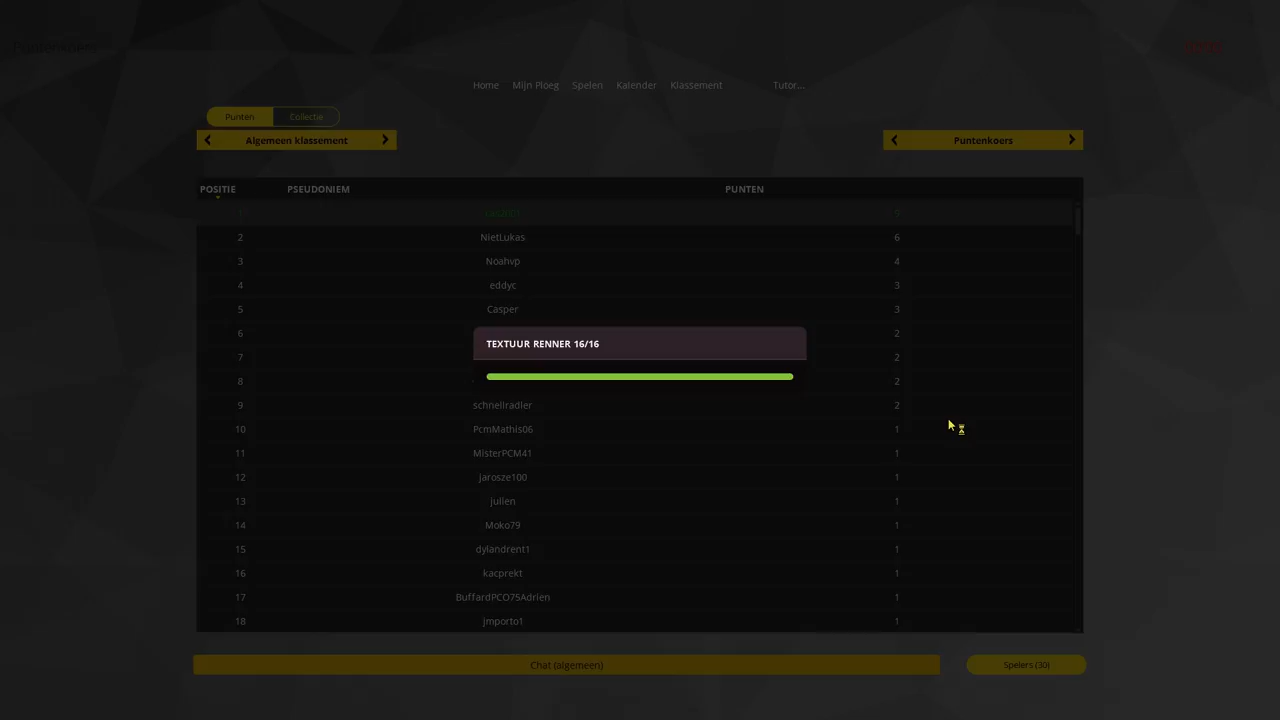 Home Mijn Ploeg Spelen Kalender Klassement Tutor...
Punten Collectie
Algemeen klassement Puntenkoers
POSITIE PSEUDONIEM PUNTEN
1 9
2 NietLukas 6
3 Noahvp 4
4 eddyc 3
5 Casper 3
6 2
TEXTUUR RENNER 16/16
7 2
8 2
9 schnellradler 2
10 PcmMathis06 1
11 MisterPCM41 1
12 jarosze100 1
13 julien 1
14 Moko79 1
15 dylandrent1 1
16 kacprekt 1
17 BuffardPCO75Adrien 1
18 jmporto1 1
Chat (algemeen) Spelers (30)